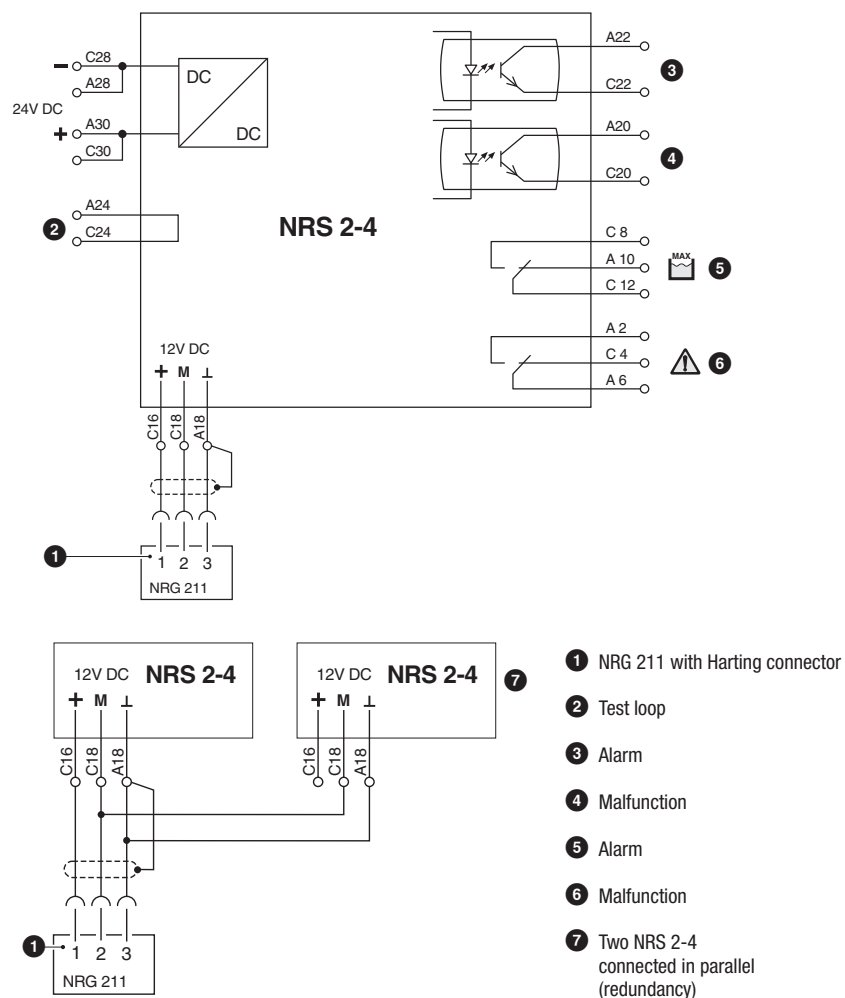 C28
A28
24V DC
A30
C30
DC
DC
A24
C24
2
NRS 2-4
A22
C22
3
A20
C20
4
C 8
A 10
C 12
MAX
5
A 2
C 4
A 6
6
12V DC
+ M ⊥
C16 C18 A18
1
1 2 3
NRG 211
12V DC NRS 2-4
+ M ⊥
C16 C18 A18
1
1 2 3
NRG 211
12V DC NRS 2-4
7
+ M ⊥
C16 C18 A18
1 NRG 211 with Harting connector
2 Test loop
3 Alarm
4 Malfunction
5 Alarm
6 Malfunction
7 Two NRS 2-4
connected in parallel
(redundancy)